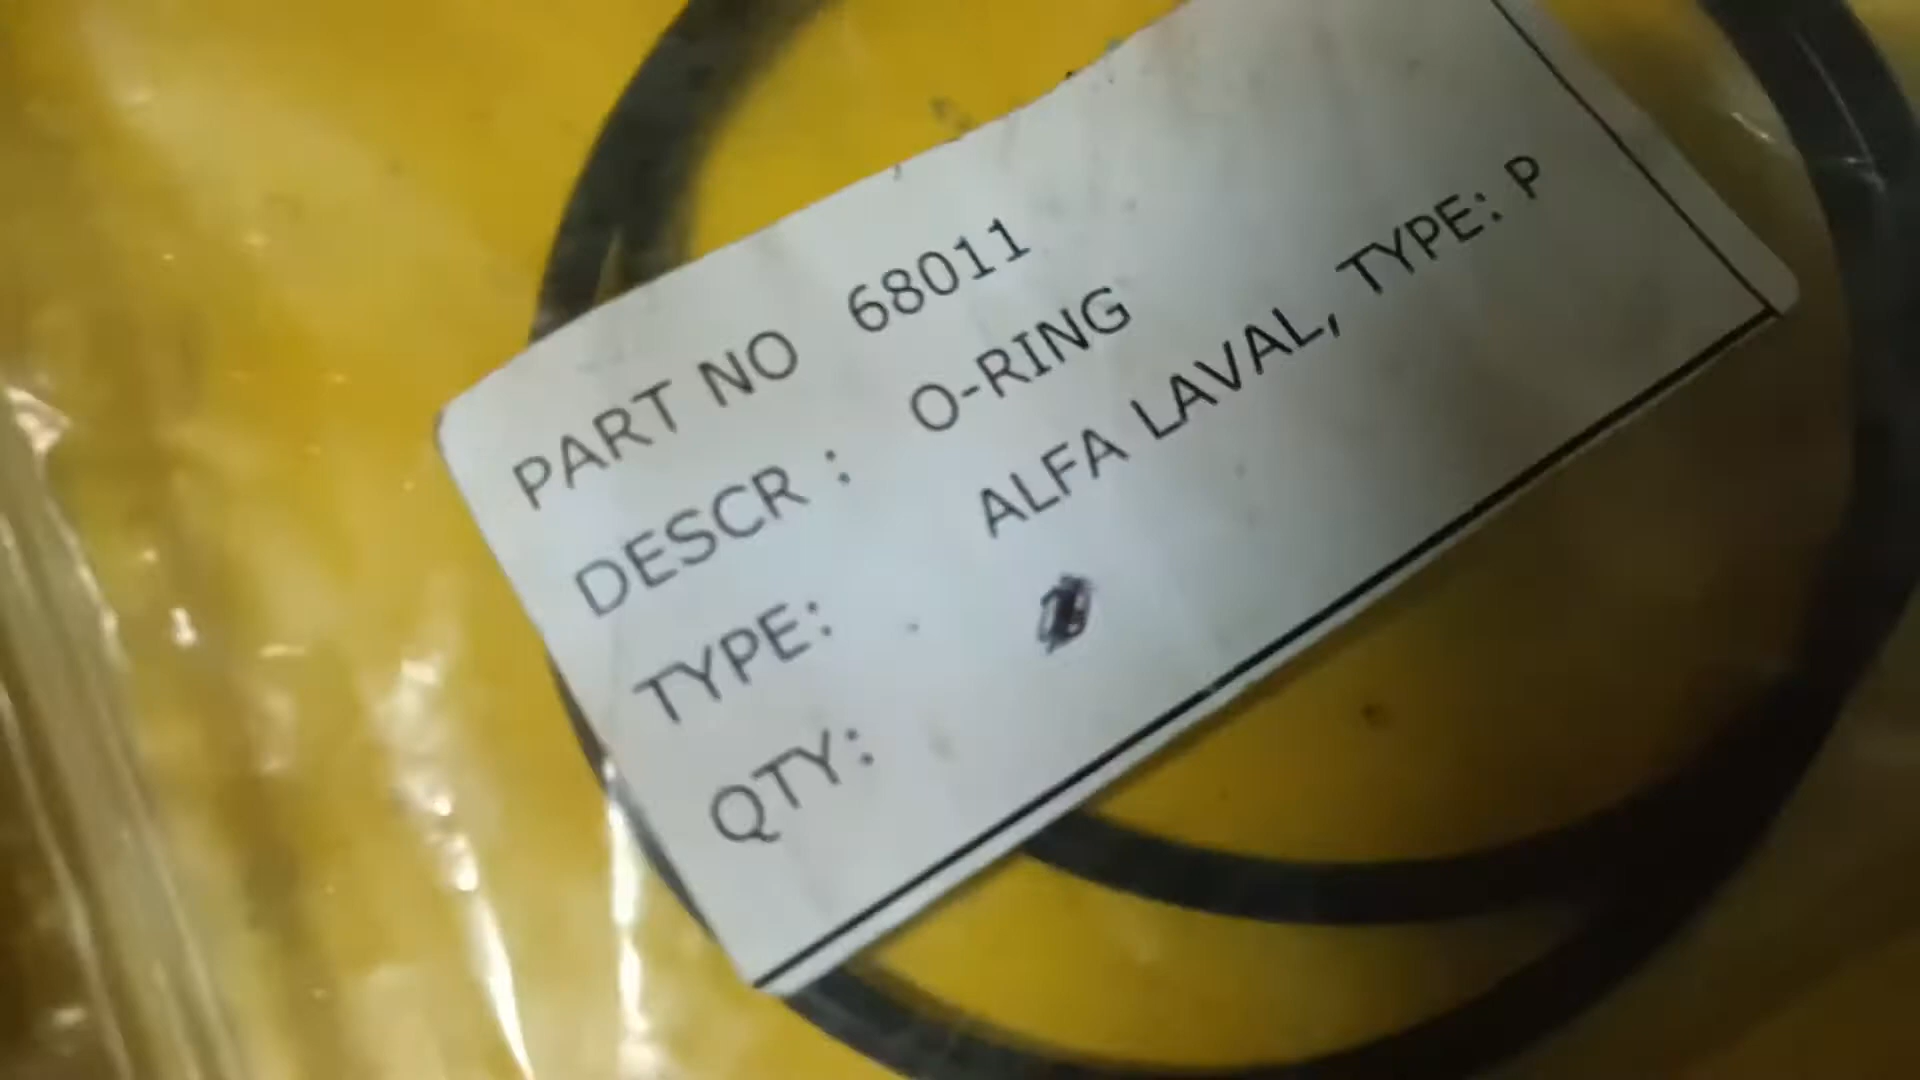 PART NO 68011
DESCR : O-RING
TYPE: ALFA LAVAL, TYPE: P
QTY: